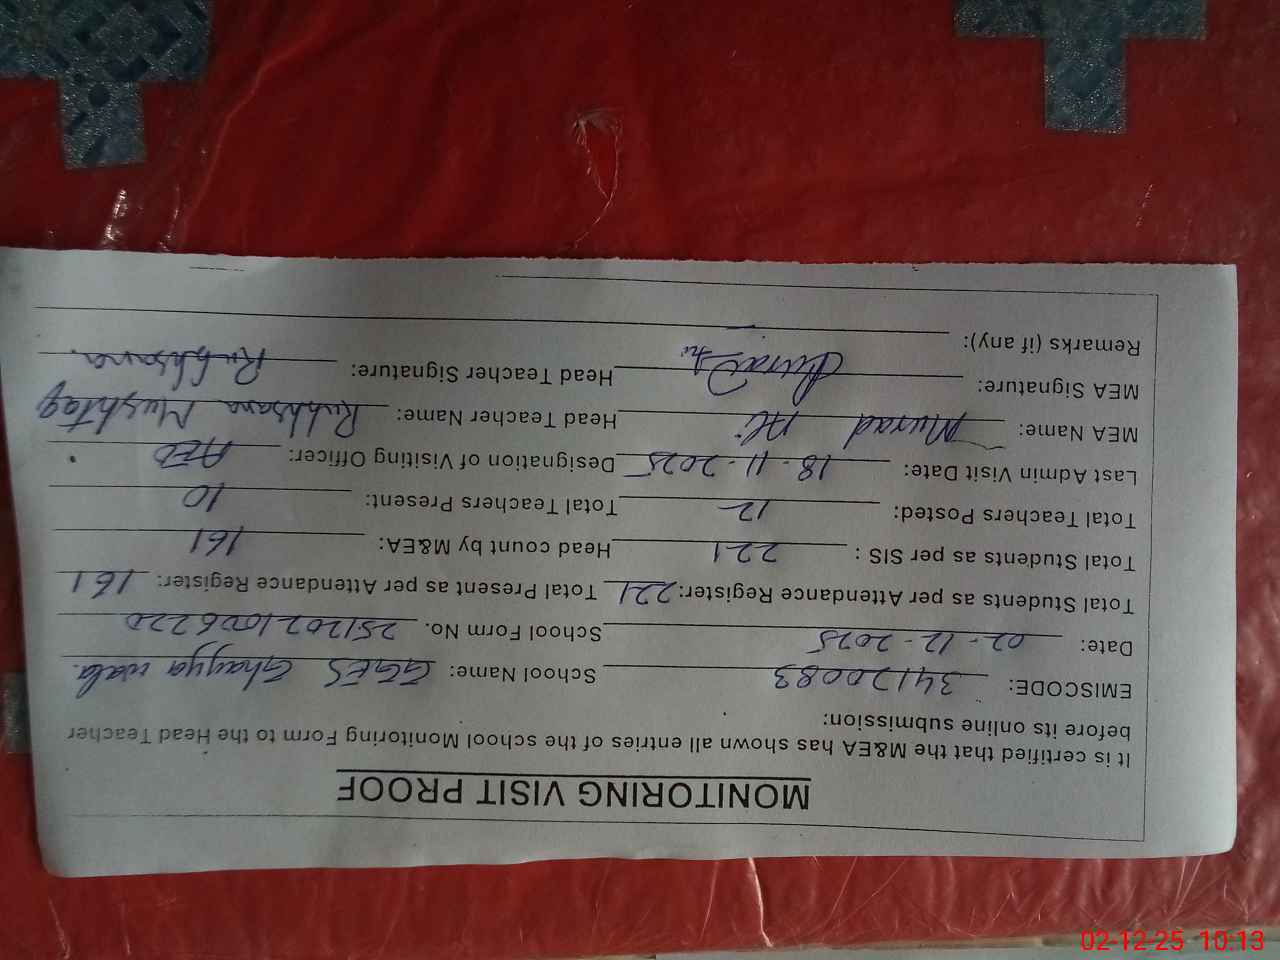 MONITORING VISIT PROOF
It is certified that the M&EA has shown all entries of the school Monitoring Form to the Head Teacher
before its online submission:
EMISCODE: 34120083 School Name: GGES Ghayya wala.
Date: 02-12-2025 School Form No. 2512021006220
Total Students as per Attendance Register: 221 Total Present as per Attendance Register: 161
Total Students as per SIS : 221 Head count by M&EA: 161
Total Teachers Posted: 12 Total Teachers Present: 10
Last Admin Visit Date: 18-11-2025 Designation of Visiting Officer: AEO
MEA Name: Murad Ali Head Teacher Name: Rukhsana Mushtaq
MEA Signature: Head Teacher Signature: Rukhsana.
Remarks (if any):
02-12-25 10:13